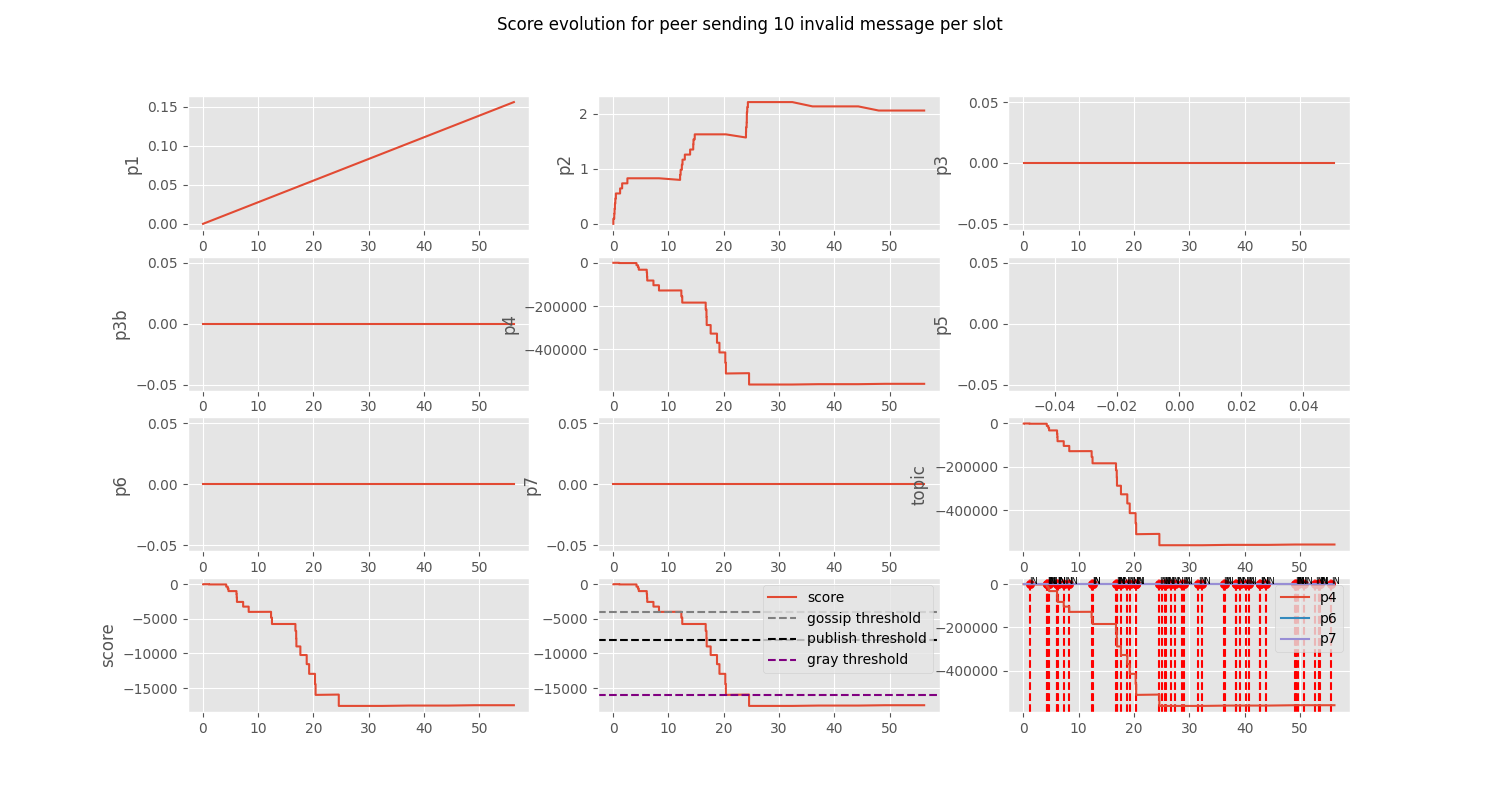 Score evolution for peer sending 10 invalid message per slot
p1
0.15
0.10
0.05
0.00
0 10 20 30 40 50
p2
2
1
0
0 10 20 30 40 50
p3
0.05
0.00
−0.05
0 10 20 30 40 50
p3b
0.05
0.00
−0.05
0 10 20 30 40 50
p4
0
−200000
−400000
0 10 20 30 40 50
p5
0.05
0.00
−0.05
−0.04 −0.02 0.00 0.02 0.04
p6
0.05
0.00
−0.05
0 10 20 30 40 50
p7
0.05
0.00
−0.05
0 10 20 30 40 50
topic
0
−200000
−400000
0 10 20 30 40 50
score
0
−5000
−10000
−15000
0 10 20 30 40 50
0
−5000
−10000
−15000
score
gossip threshold
publish threshold
gray threshold
0 10 20 30 40 50
0
−200000
−400000
p4
p6
p7
0 10 20 30 40 50